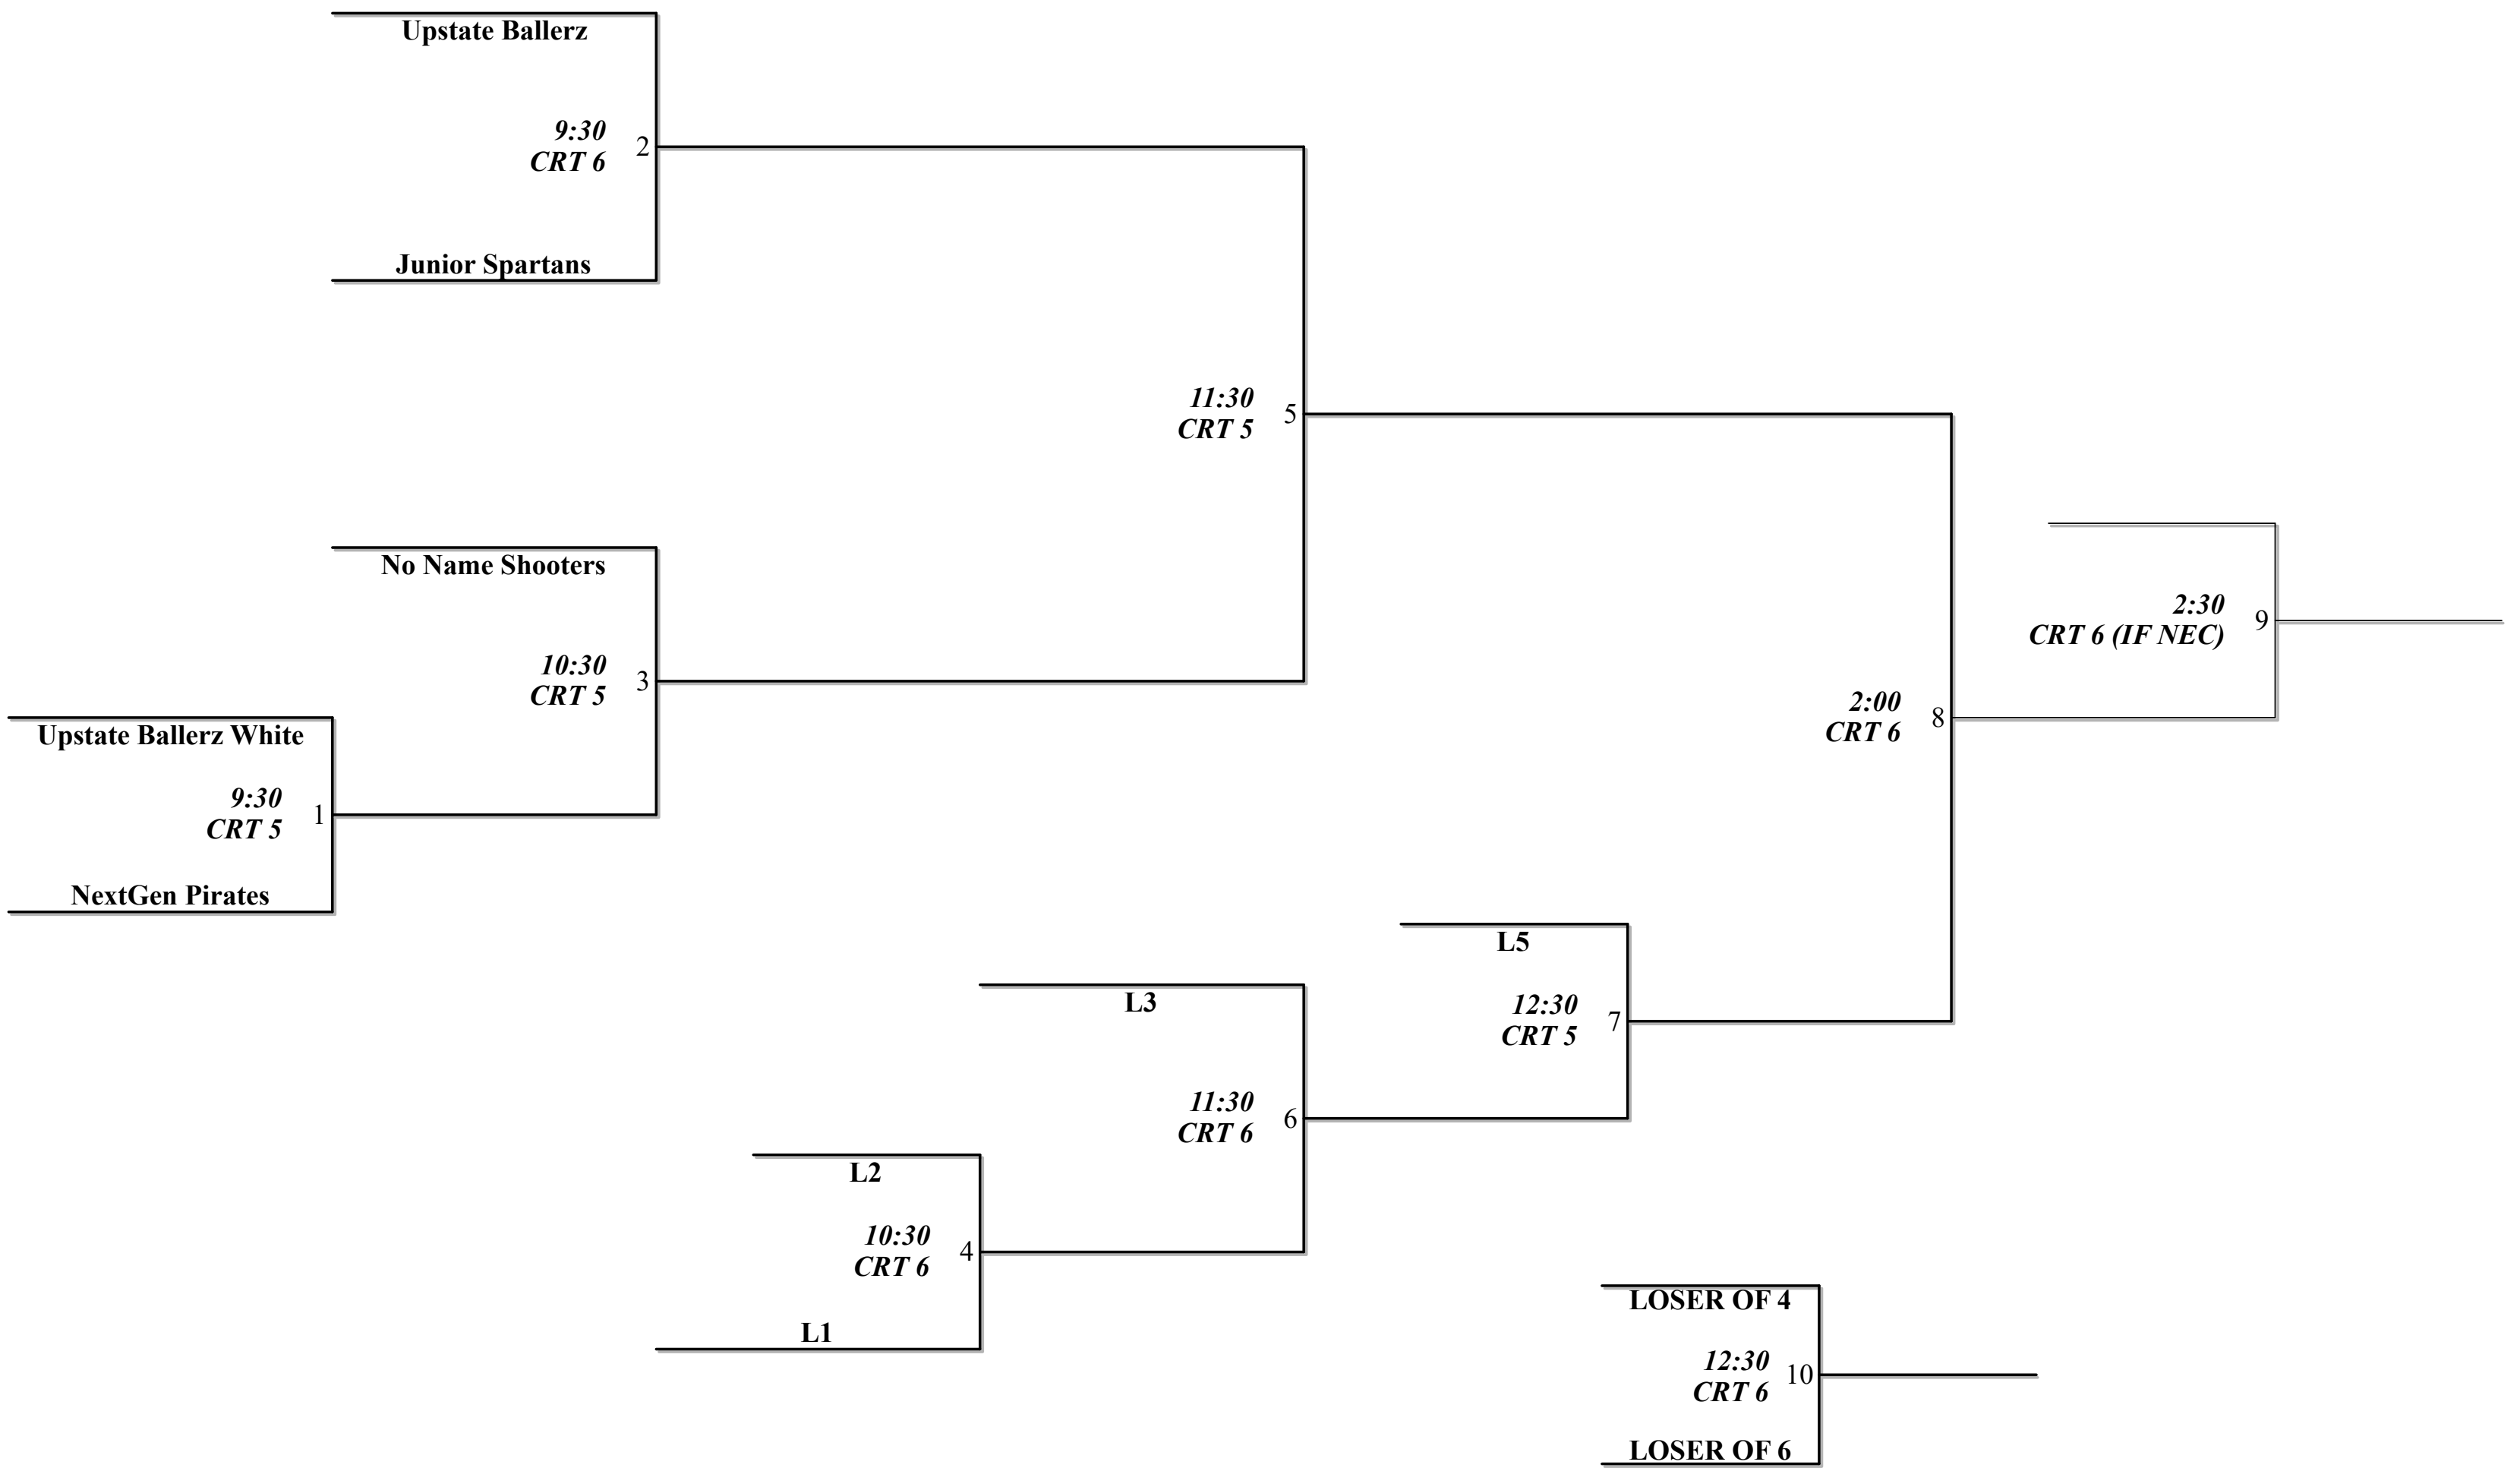 Upstate Ballerz
9:30
CRT 6
2
Junior Spartans
11:30
CRT 5
5
No Name Shooters
10:30
CRT 5
3
Upstate Ballerz White
9:30
CRT 5
1
NextGen Pirates
2:30
CRT 6 (IF NEC)
9
2:00
CRT 6
8
L5
12:30
CRT 5
7
L3
11:30
CRT 6
6
L2
10:30
CRT 6
4
L1
LOSER OF 4
12:30
CRT 6
10
LOSER OF 6